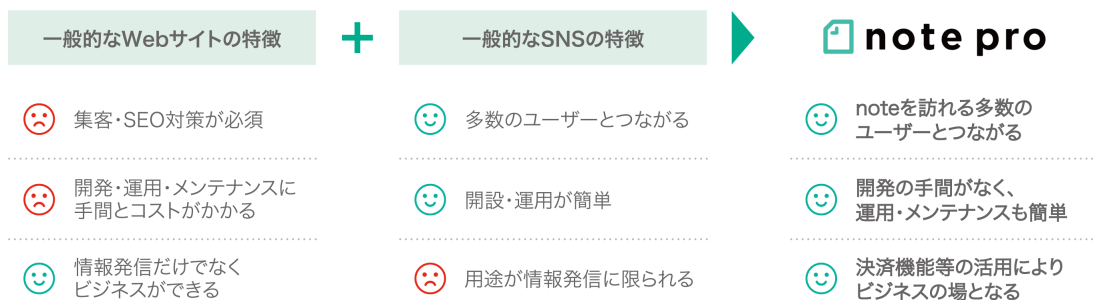 一般的なWebサイトの特徴
+
一般的なSNSの特徴
note pro
集客・SEO対策が必須
多数のユーザーとつながる
noteを訪れる多数の
ユーザーとつながる
開発・運用・メンテナンスに
手間とコストがかかる
開設・運用が簡単
開発の手間がなく、
運用・メンテナンスも簡単
情報発信だけでなく
ビジネスができる
用途が情報発信に限られる
決済機能等の活用により
ビジネスの場となる